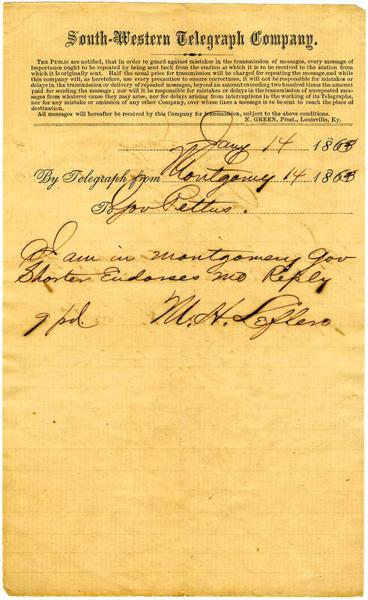 South-Western Telegraph Company.
THE PUBLIC are notified, that in order to guard against mistakes in the transmission of messages, every message of
importance ought to be repeated by being sent back from the station at which it is to be received to the station from
which it is originally sent. Half the usual price for transmission will be charged for repeating the message, and while
this company will, as heretofore, use every precaution to ensure correctness, it will not be responsible for mistakes or
delays in the transmission or delivery of repeated messages, beyond an amount exceeding two hundred times the amount
paid for sending the message; nor will it be responsible for mistakes or delays in the transmission of unrepeated mes-
sages from whatever cause they may arise, nor for delays arising from interruptions in the working of its Telegraphs,
nor for any mistake or omission of any other Company, over whose lines a message is to be sent to reach the place of
destination.
All messages will hereafter be received by this Company for transmission, subject to the above conditions.
N. GREEN, Prest., Louisville, Ky.
Jany 14 1863
By Telegraph from Montgomy 14 1863
To Gov Pettus.
I am in Montgomery Gov
Shorter Endorses me Reply
9 pd. M. H.